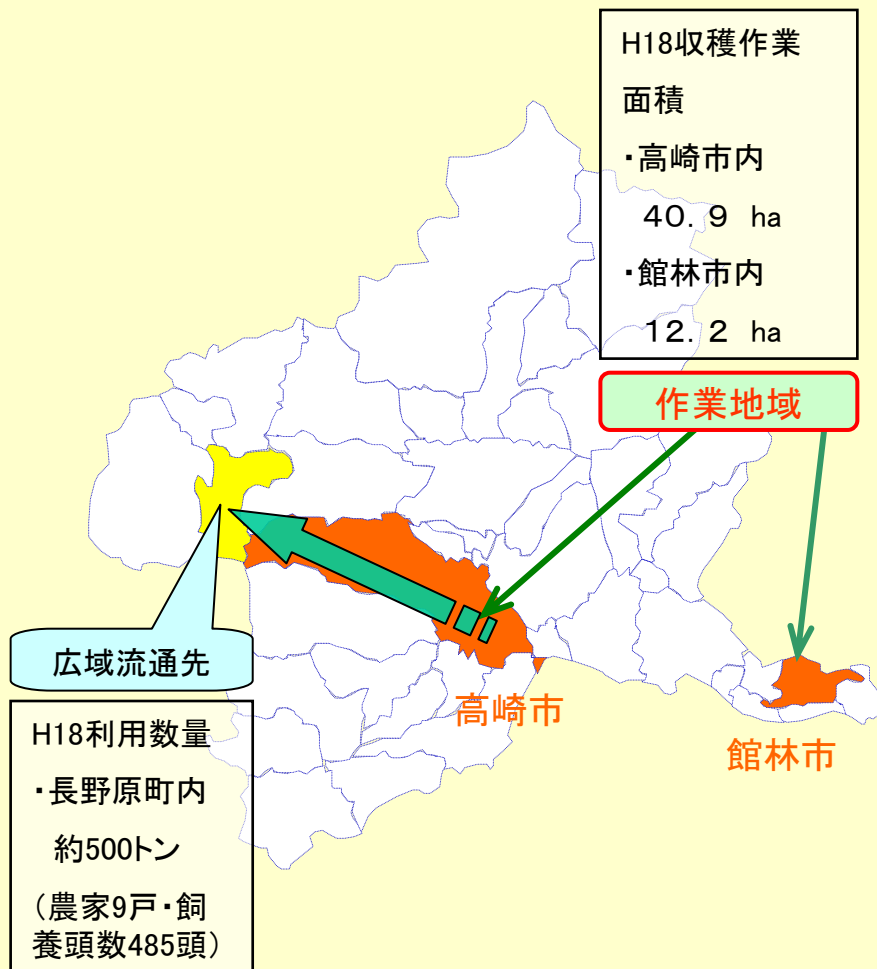 H18収穫作業
面積
・高崎市内
40．9 ha
・館林市内
12．2 ha
作業地域
広域流通先
高崎市
館林市
H18利用数量
・長野原町内
約500トン
（農家9戸・飼
養頭数485頭）